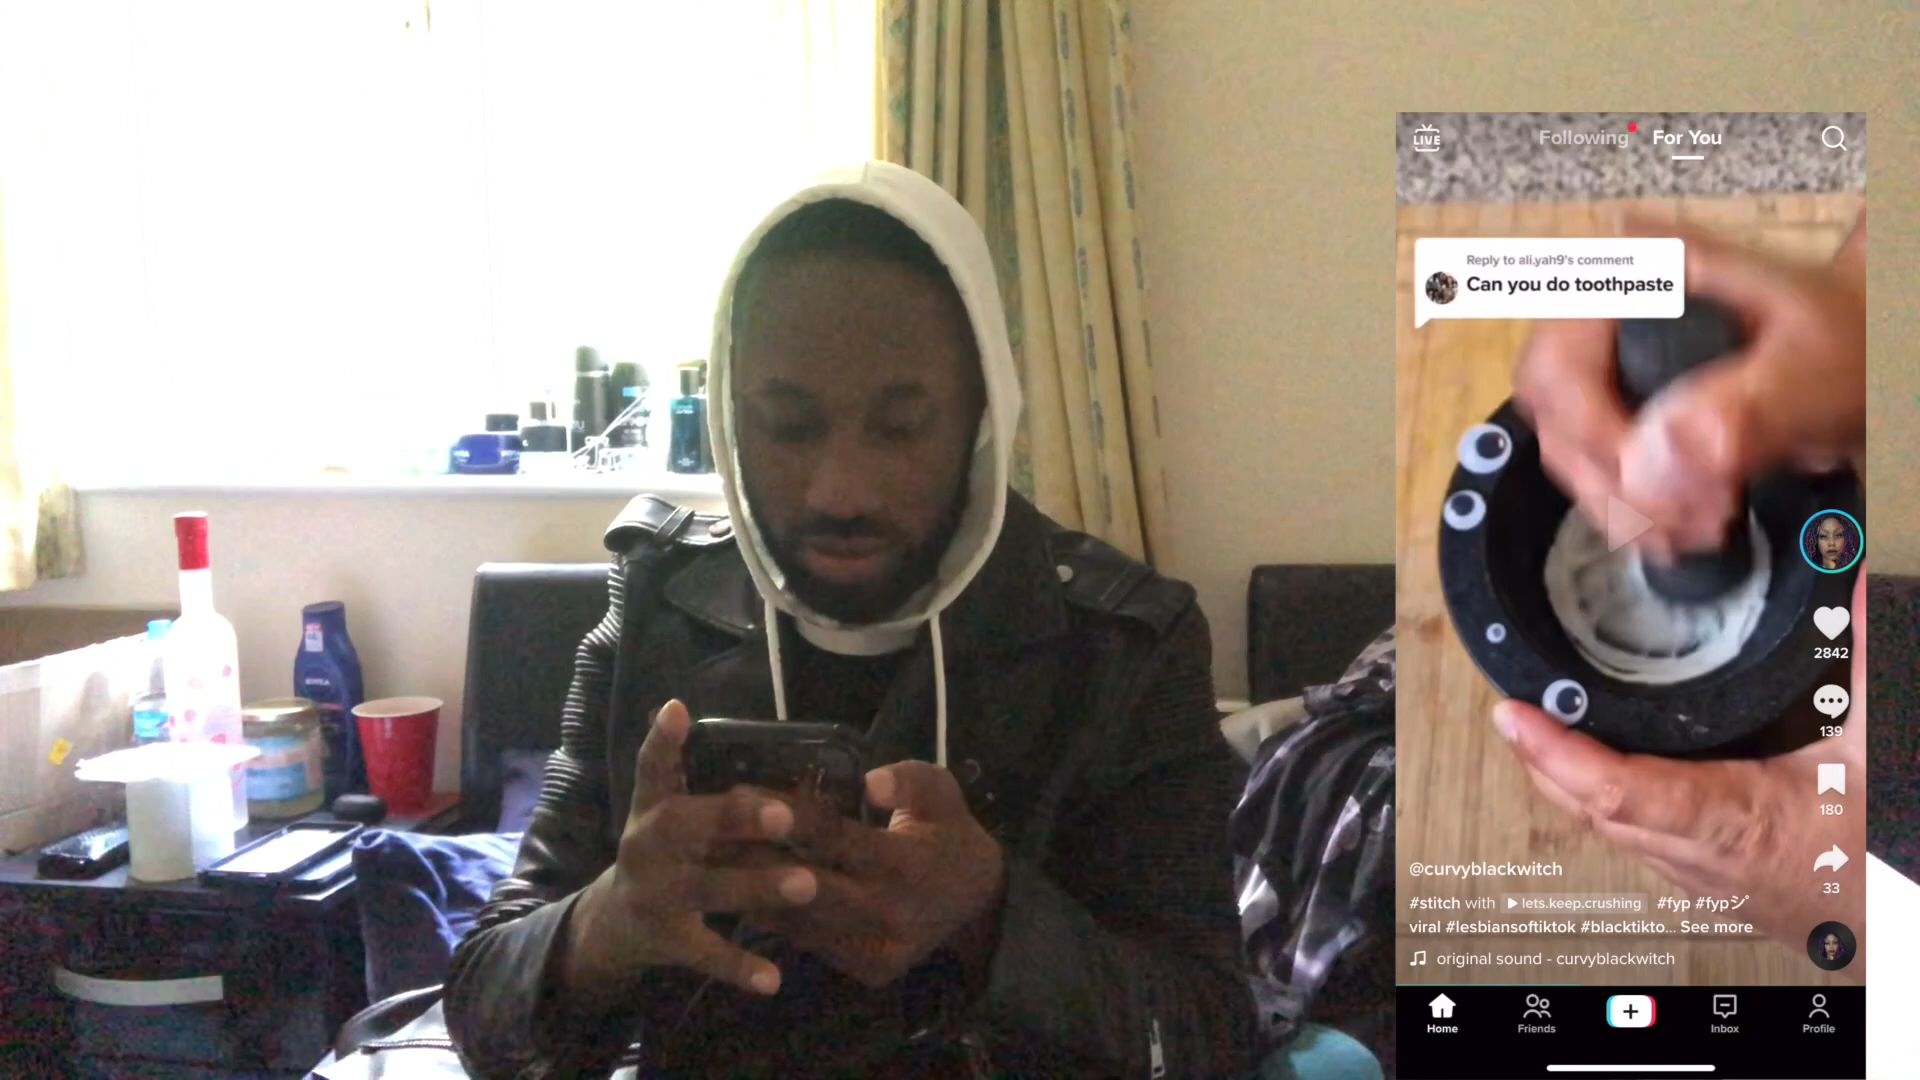 LIVE
Following
For You
Reply to ali.yah9's comment
Can you do toothpaste
2842
139
180
33
@curvyblackwitch
#stitch with lets.keep.crushing #fyp #fypシ゚
viral #lesbiansoftiktok #blacktikto... See more
original sound - curvyblackwitch
Home
Friends
Inbox
Profile
NIVEA